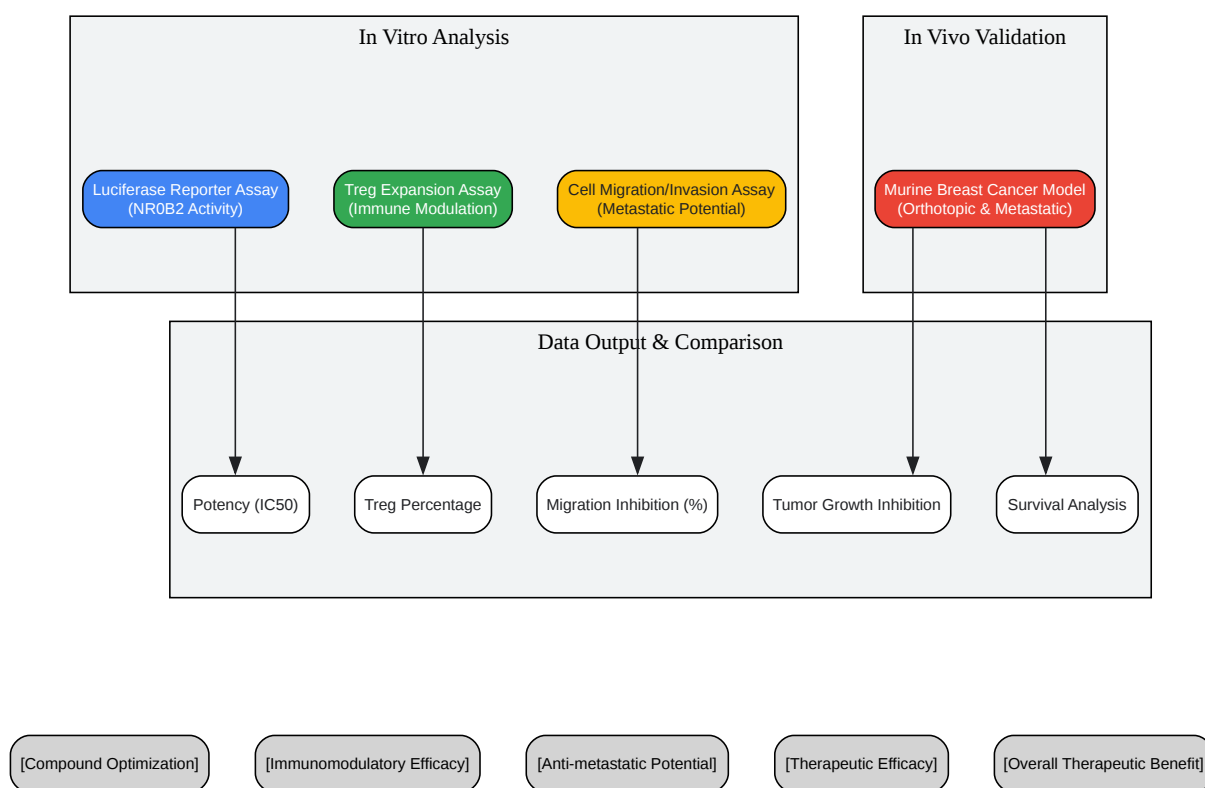 In Vitro Analysis
In Vivo Validation
Luciferase Reporter Assay
(NR0B2 Activity)
Treg Expansion Assay
(Immune Modulation)
Cell Migration/Invasion Assay
(Metastatic Potential)
Murine Breast Cancer Model
(Orthotopic & Metastatic)
Data Output & Comparison
Potency (IC50)
Treg Percentage
Migration Inhibition (%)
Tumor Growth Inhibition
Survival Analysis
[Compound Optimization]
[Immunomodulatory Efficacy]
[Anti-metastatic Potential]
[Therapeutic Efficacy]
[Overall Therapeutic Benefit]